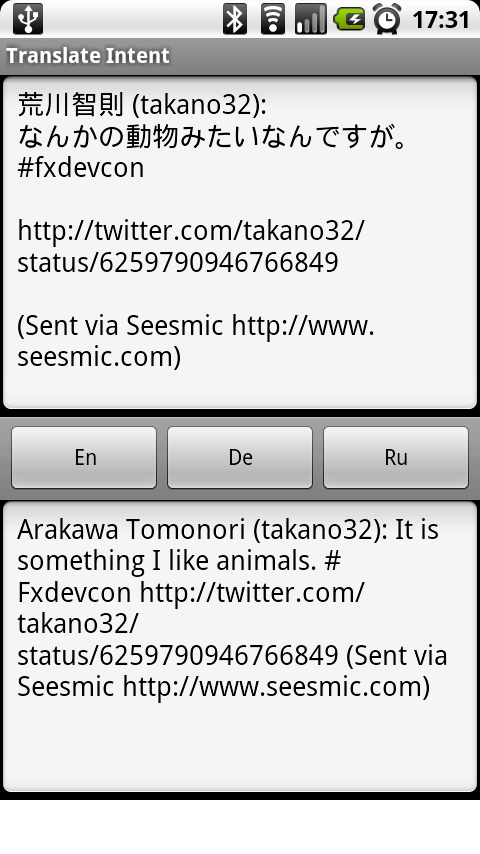 17:31
Translate Intent
荒川智則 (takano32):
なんかの動物みたいなんですが。
#fxdevcon
http://twitter.com/takano32/
status/6259790946766849
(Sent via Seesmic http://www.
seesmic.com)
En De Ru
Arakawa Tomonori (takano32): It is
something I like animals. #
Fxdevcon http://twitter.com/
takano32/
status/6259790946766849 (Sent via
Seesmic http://www.seesmic.com)